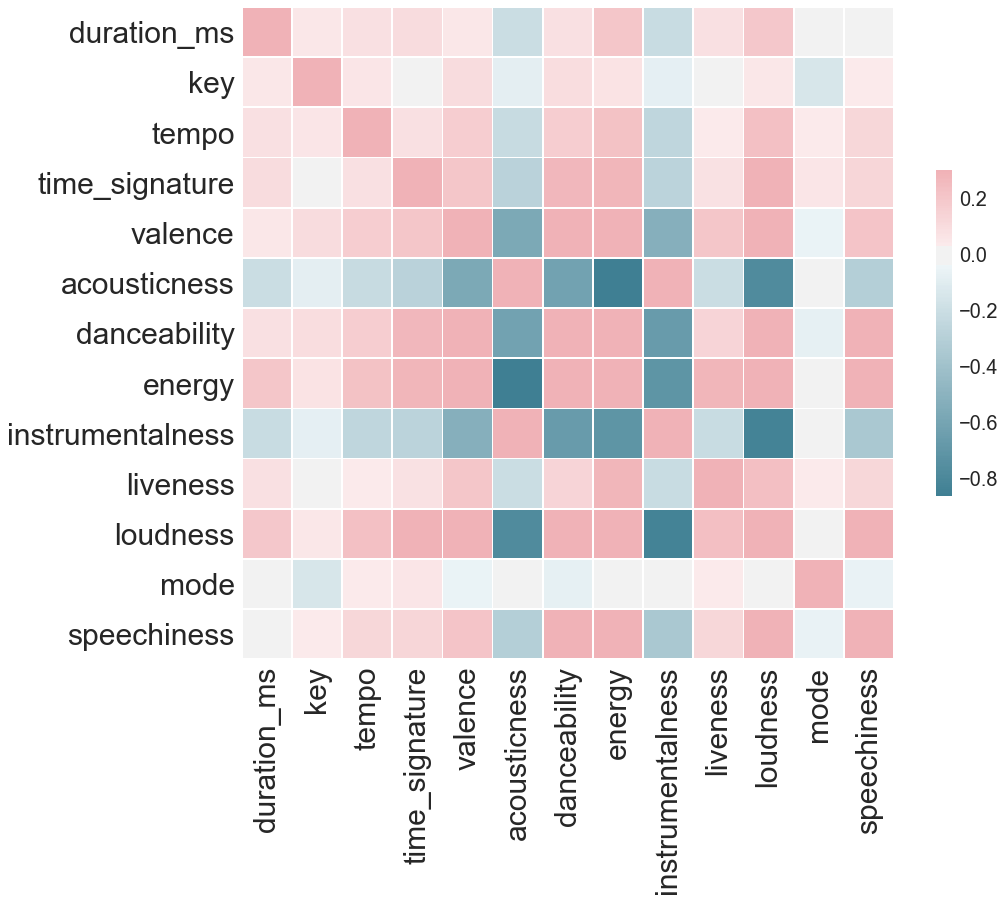 duration_ms
key
tempo
time_signature
valence
acousticness
danceability
energy
instrumentalness
liveness
loudness
mode
speechiness
duration_ms
key
tempo
time_signature
valence
acousticness
danceability
energy
instrumentalness
liveness
loudness
mode
speechiness
0.2
0.0
−0.2
−0.4
−0.6
−0.8